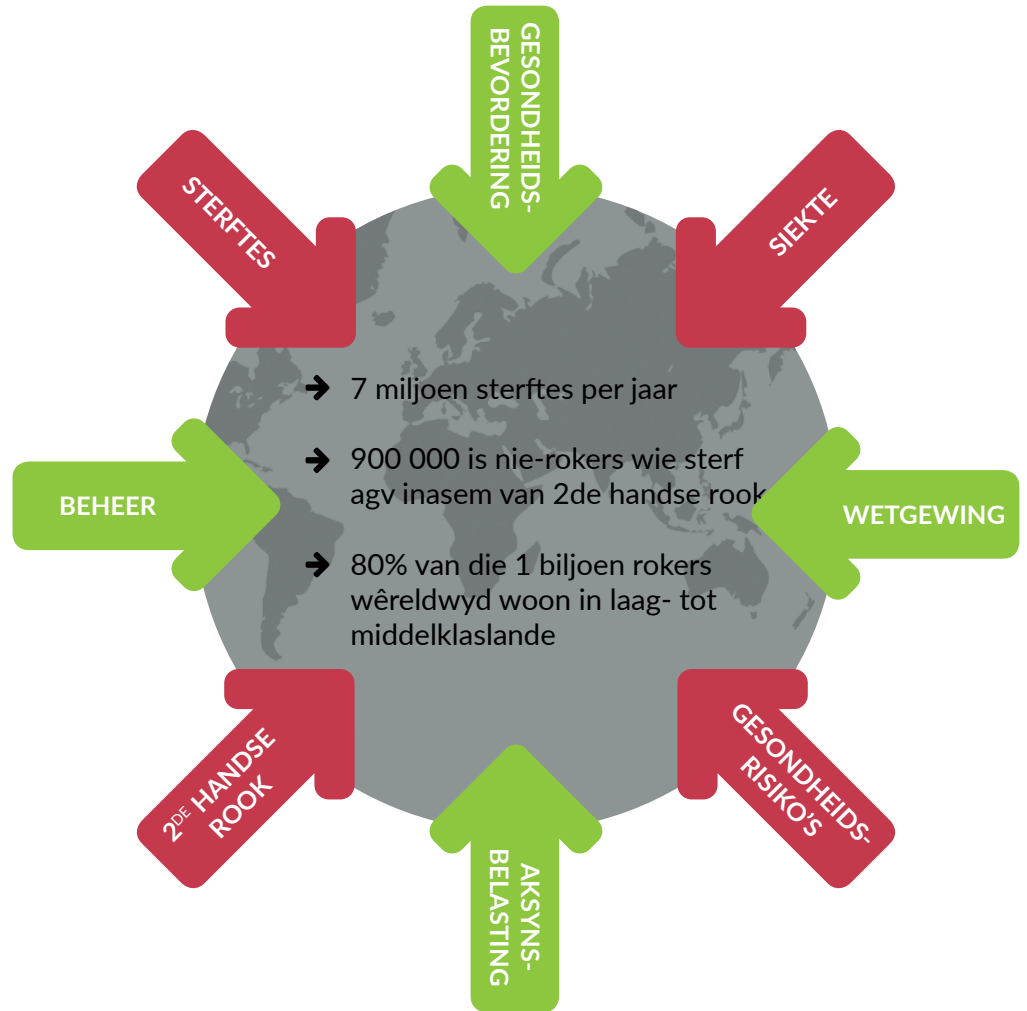 GESONDHEIDS-
BEVORDERING
STERFTES
SIEKTE
➔ 7 miljoen sterftes per jaar
➔ 900 000 is nie-rokers wie sterf
agv inasem van 2de handse rook
➔ 80% van die 1 biljoen rokers
wêreldwyd woon in laag- tot
middelklaslande
BEHEER
WETGEWING
2DE HANDSE
ROOK
GESONDHEIDS-
RISIKO'S
AKSYNS-
BELASTING